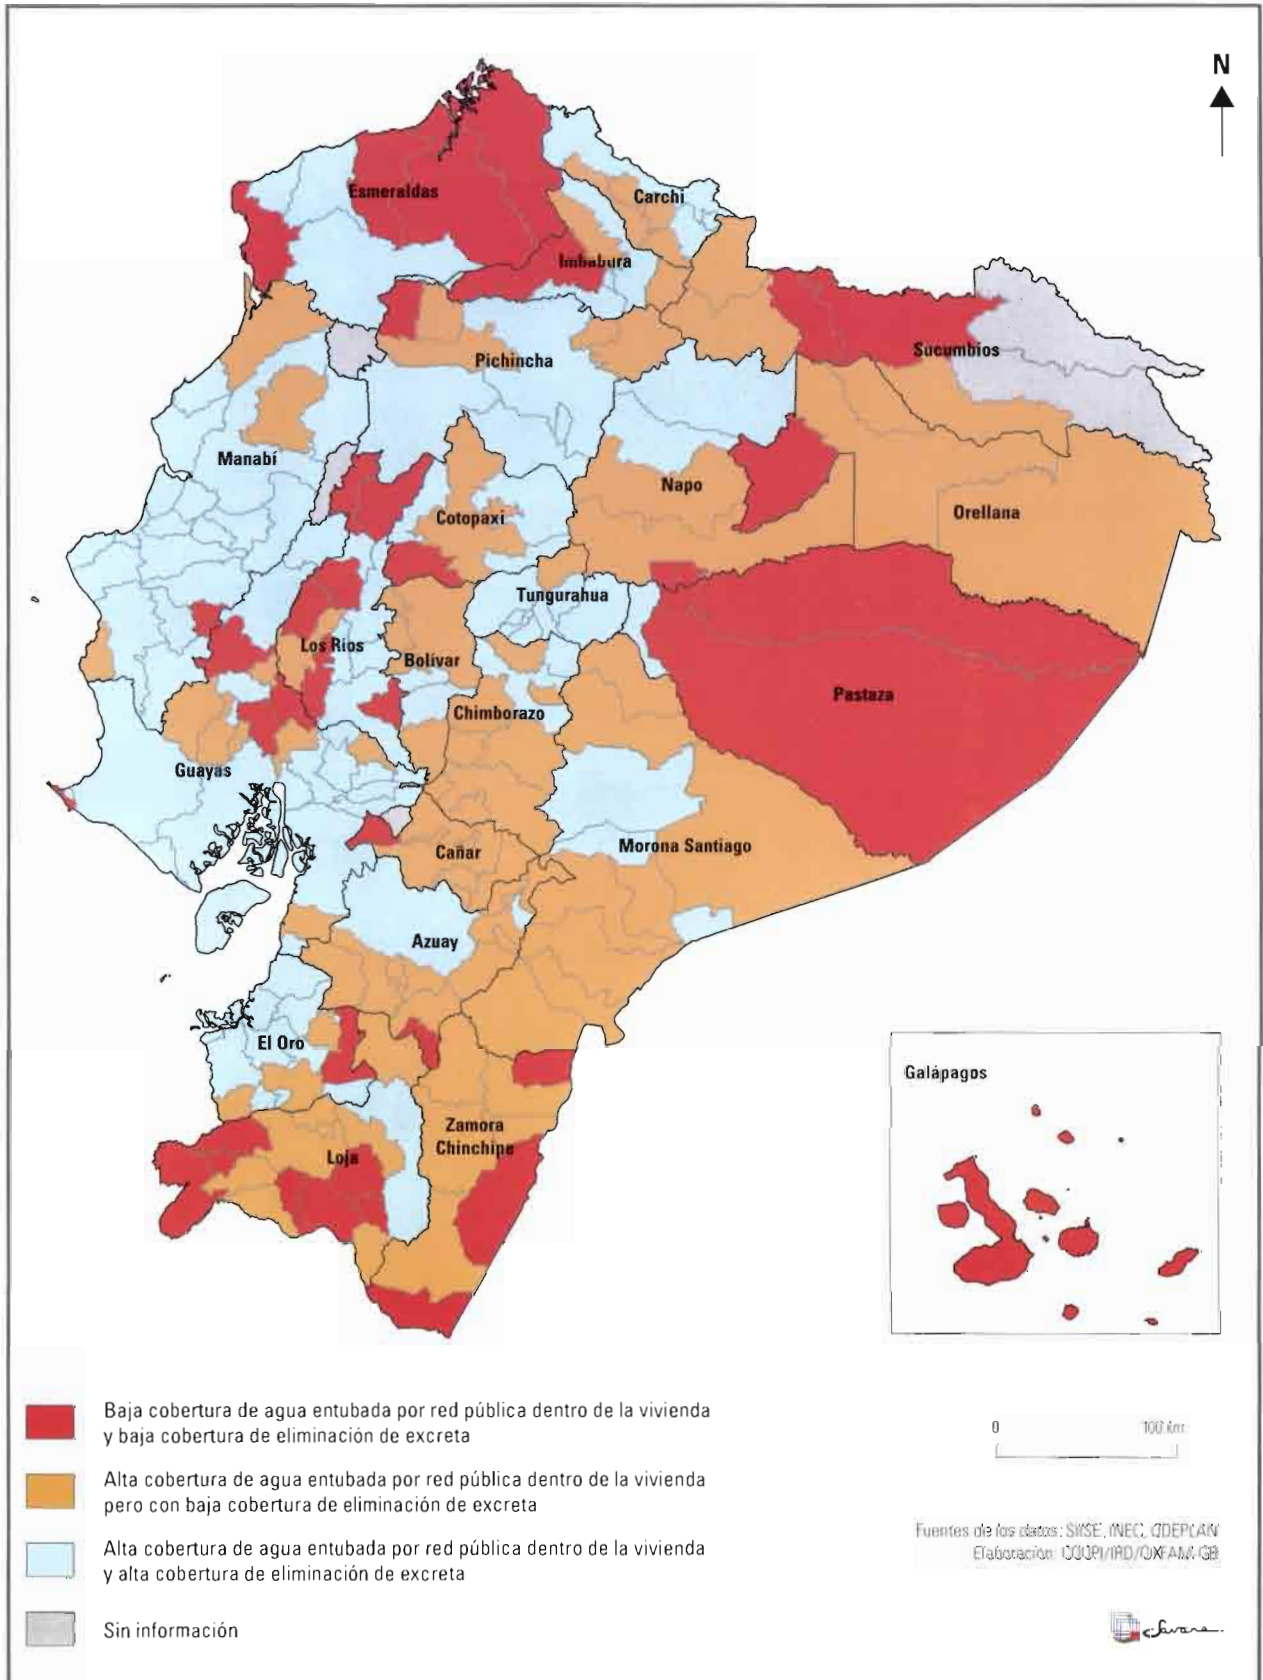 N
Esmeraldas
Carchi
Imbabura
Sucumbios
Pichincha
Manabí
Napo
Orellana
Cotopaxi
Tungurahua
Los Rios
Bolívar
Pastaza
Chimborazo
Guayas
Morona Santiago
Cañar
Azuay
El Oro
Galápagos
Zamora
Chinchipe
Loja
Baja cobertura de agua entubada por red pública dentro de la vivienda
y baja cobertura de eliminación de excreta
0 100 km
Alta cobertura de agua entubada por red pública dentro de la vivienda
pero con baja cobertura de eliminación de excreta
Fuentes de los datos: SIISE, INEC, ODEPLAN
Elaboración: COOPI/IRD/OXFAM-GB
Alta cobertura de agua entubada por red pública dentro de la vivienda
y alta cobertura de eliminación de excreta
Sin información
Savane